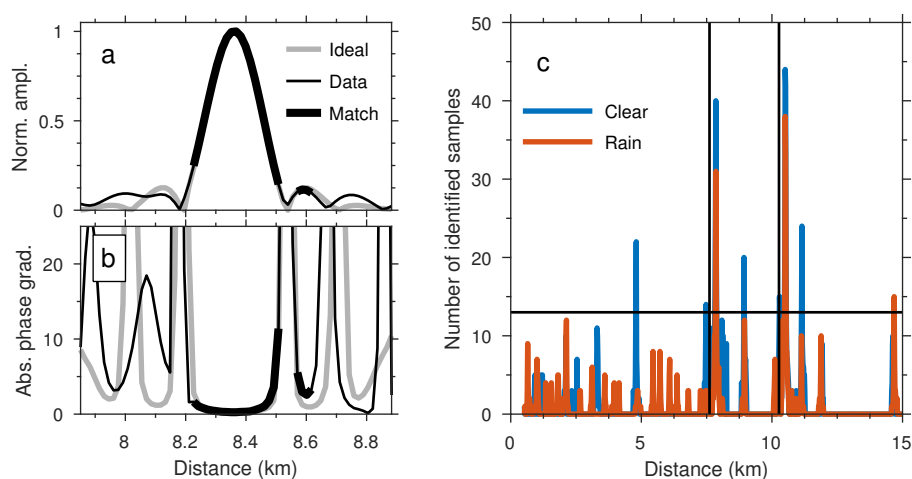 a
Norm. ampl.
1
0.5
0
Ideal
Data
Match
b
Abs. phase grad.
20
10
0
8
8.2
8.4
8.6
8.8
Distance (km)
c
Number of identified samples
50
40
30
20
10
0
Clear
Rain
0
5
10
15
Distance (km)